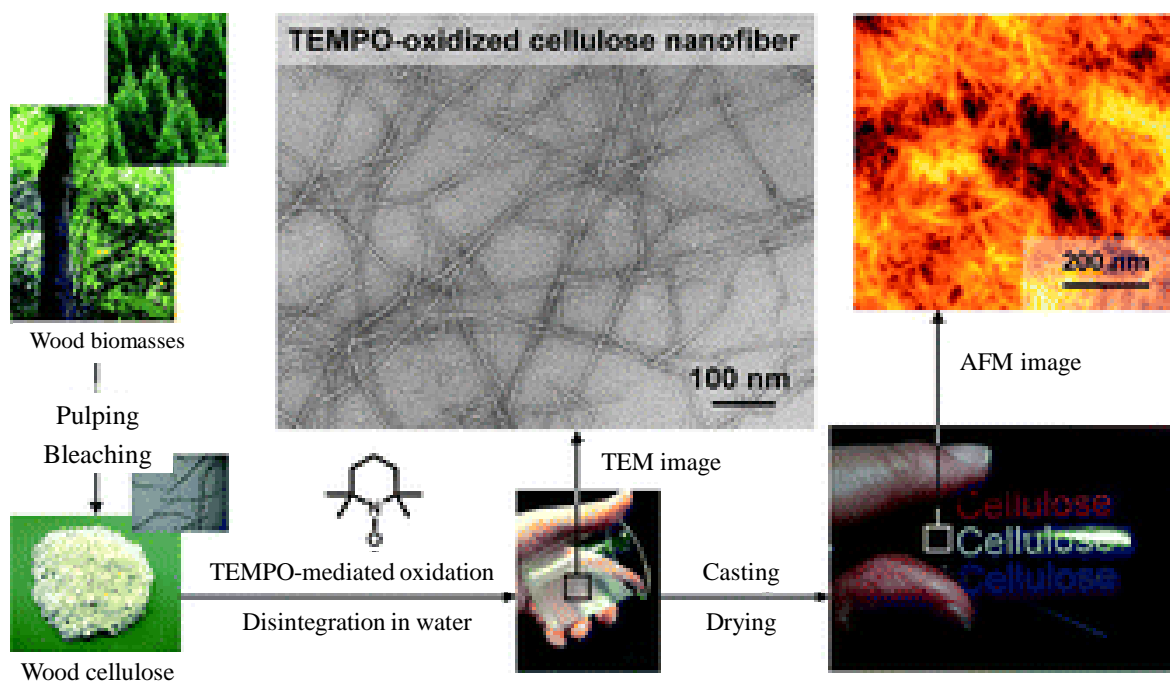 TEMPO-oxidized cellulose nanofiber
100 nm
200 nm
Wood biomasses
Pulping
Bleaching
Wood cellulose
N
O
TEMPO-mediated oxidation
Disintegration in water
TEM image
Casting
Drying
AFM image
Cellulose
Cellulose
Cellulose